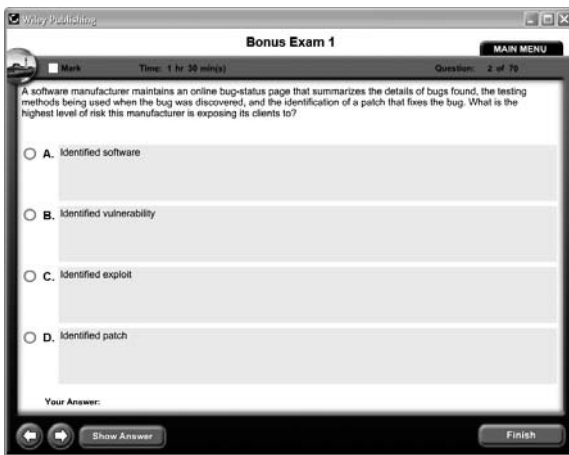 Wiley Publishing
Bonus Exam 1
MAIN MENU
Mark Time: 1 hr 30 min(s) Question: 2 of 70
A software manufacturer maintains an online bug-status page that summarizes the details of bugs found, the testing
methods being used when the bug was discovered, and the identification of a patch that fixes the bug. What is the
highest level of risk this manufacturer is exposing its clients to?
A. Identified software
B. Identified vulnerability
C. Identified exploit
D. Identified patch
Your Answer:
Show Answer Finish